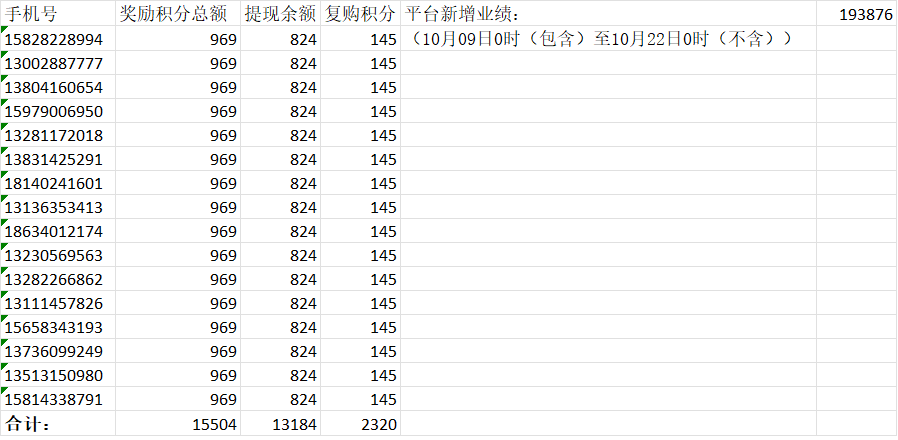 手机号 奖励积分总额 提现余额 复购积分 平台新增业绩： 193876
15828228994 969 824 145 （10月09日0时（包含）至10月22日0时（不含））
13002887777 969 824 145
13804160654 969 824 145
15979006950 969 824 145
13281172018 969 824 145
13831425291 969 824 145
18140241601 969 824 145
13136353413 969 824 145
18634012174 969 824 145
13230569563 969 824 145
13282266862 969 824 145
13111457826 969 824 145
15658343193 969 824 145
13736099249 969 824 145
13513150980 969 824 145
15814338791 969 824 145
合计： 15504 13184 2320